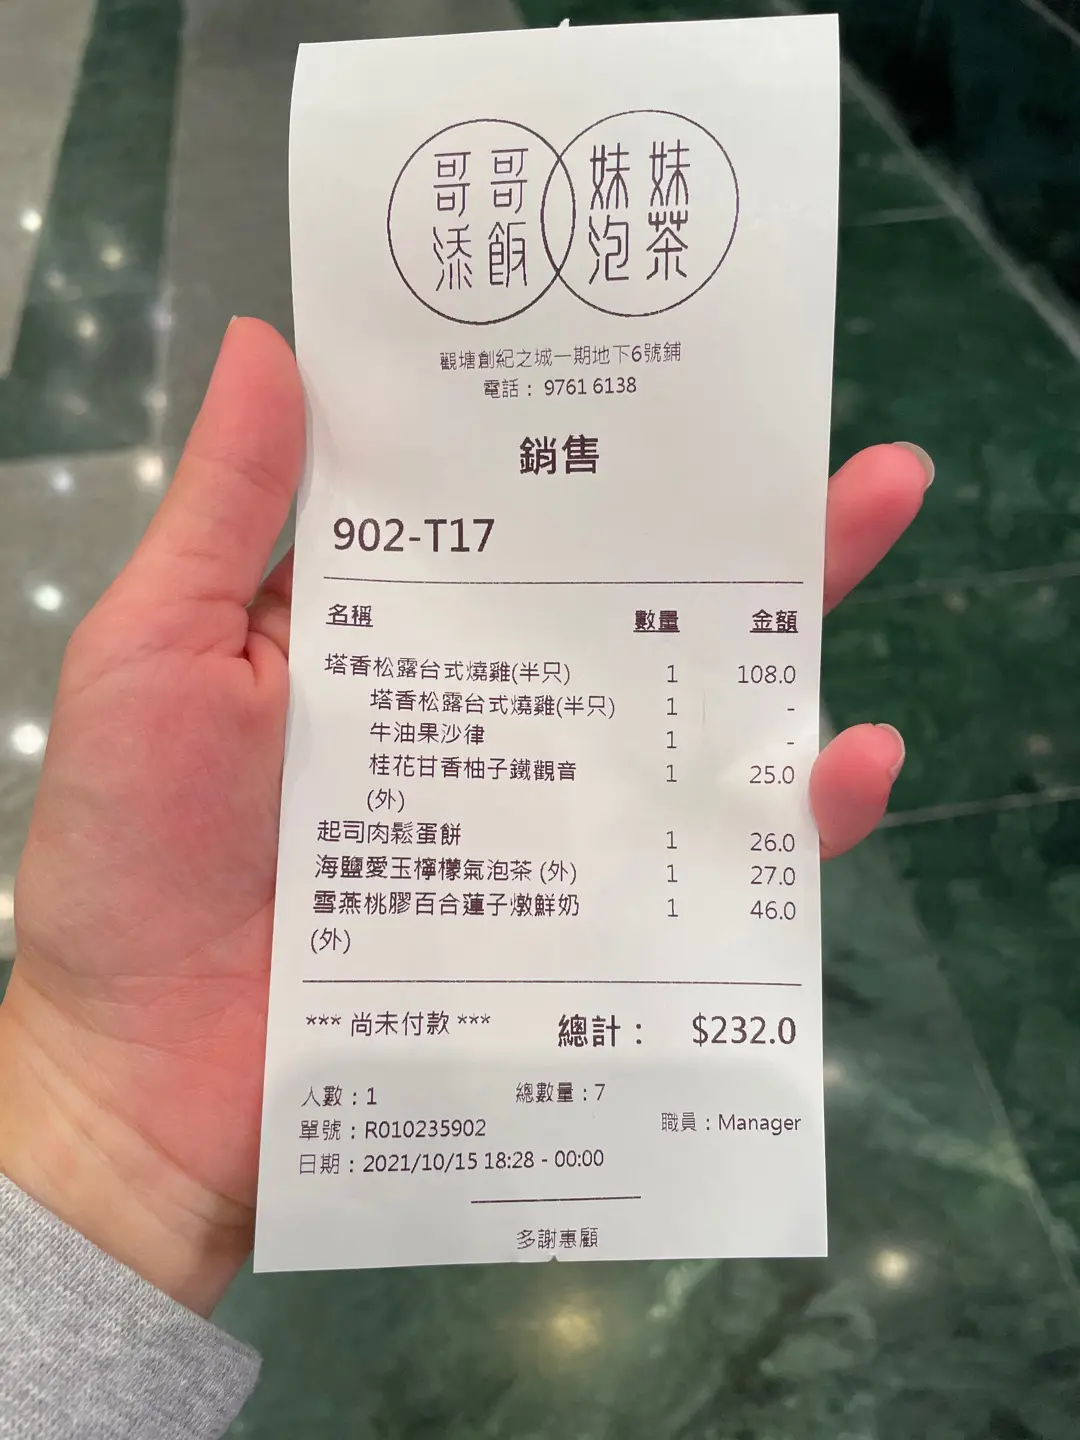 哥哥 妹妹
添飯 泡茶
觀塘創紀之城一期地下6號鋪
電話： 9761 6138
銷售
902-T17
名稱 數量 金額
塔香松露台式燒雞(半只) 1 108.0
塔香松露台式燒雞(半只) 1 -
牛油果沙律 1 -
桂花甘香柚子鐵觀音 1 25.0
(外)
起司肉鬆蛋餅 1 26.0
海鹽愛玉檸檬氣泡茶 (外) 1 27.0
雪燕桃膠百合蓮子燉鮮奶 1 46.0
(外)
*** 尚未付款 *** 總計： $232.0
人數：1 總數量：7
單號：R010235902 職員：Manager
日期：2021/10/15 18:28 - 00:00
多謝惠顧